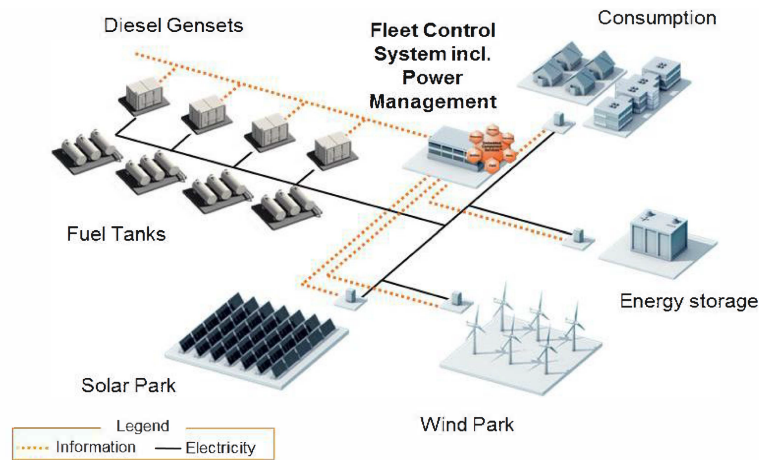 Diesel Gensets
Fleet Control
System incl.
Power
Management
Consumption
Fuel Tanks
Energy storage
Solar Park
Wind Park
Legend
Information
Electricity